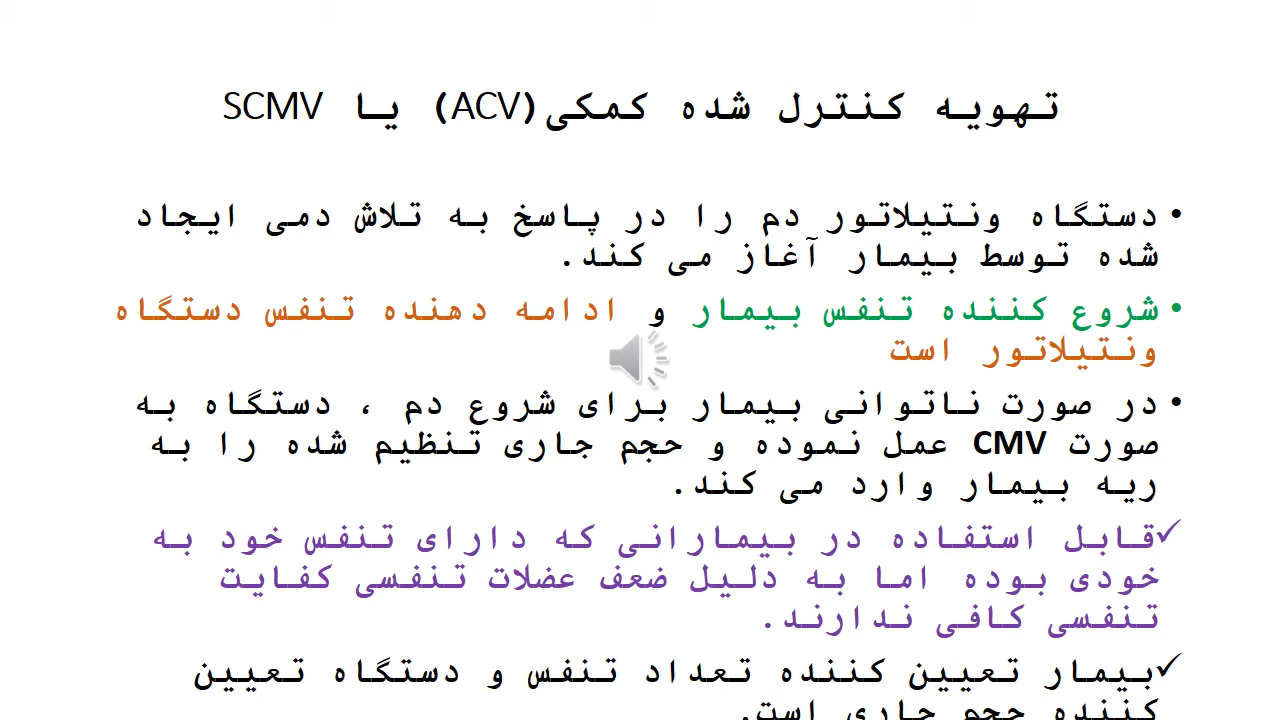 تهویه کنترل شده کمکی(ACV) یا SCMV
• دستگاه ونتیلاتور دم را در پاسخ به تلاش دمی ایجاد
شده توسط بیمار آغاز می کند.
• شروع کننده تنفس بیمار و ادامه دهنده تنفس دستگاه
ونتیلاتور است
• در صورت ناتوانی بیمار برای شروع دم ، دستگاه به
صورت CMV عمل نموده و حجم جاری تنظیم شده را به
ریه بیمار وارد می کند.
✓ قابل استفاده در بیمارانی که دارای تنفس خود به
خودی بوده اما به دلیل ضعف عضلات تنفسی کفایت
تنفسی کافی ندارند.
✓ بیمار تعیین کننده تعداد تنفس و دستگاه تعیین
کننده حجم جاری است.